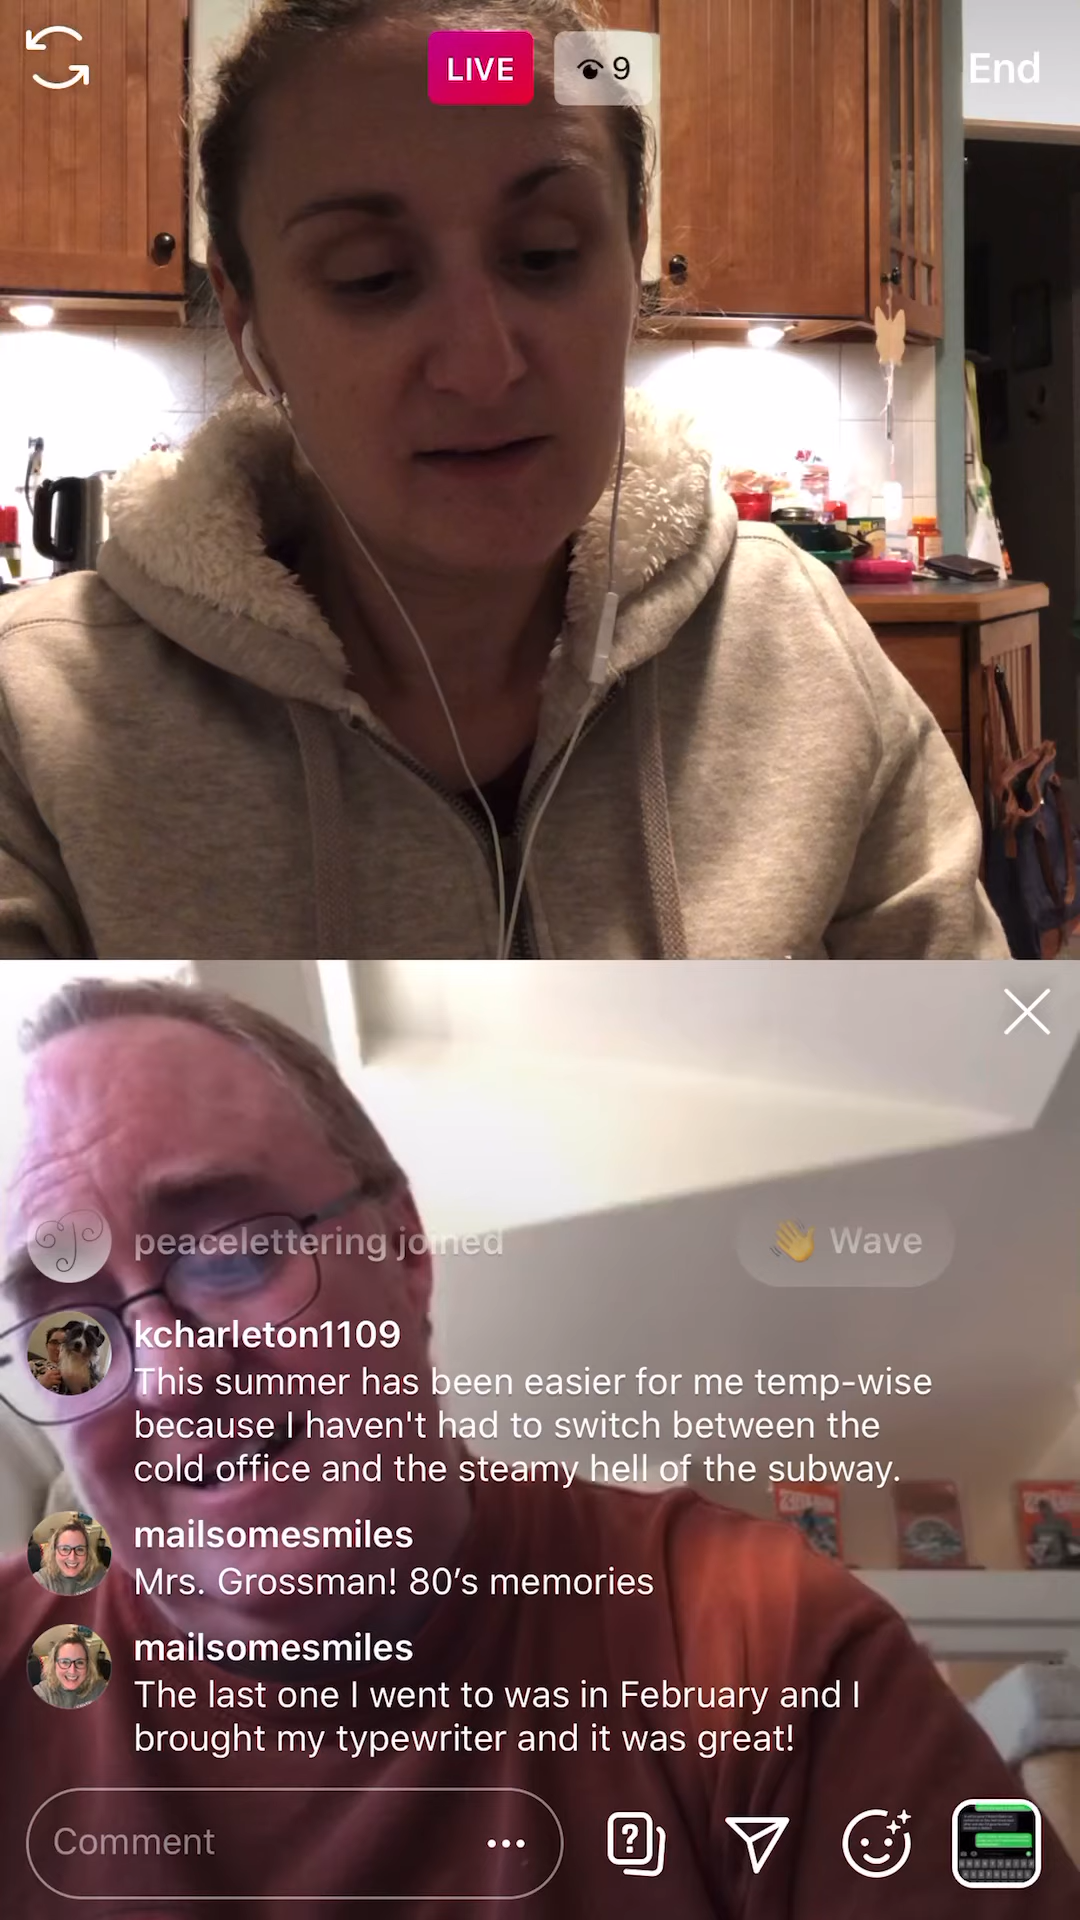 LIVE
9
End
peacelettering joined
👋 Wave
kcharleton1109
This summer has been easier for me temp-wise
because I haven't had to switch between the
cold office and the steamy hell of the subway.
mailsomesmiles
Mrs. Grossman! 80’s memories
mailsomesmiles
The last one I went to was in February and I
brought my typewriter and it was great!
Comment